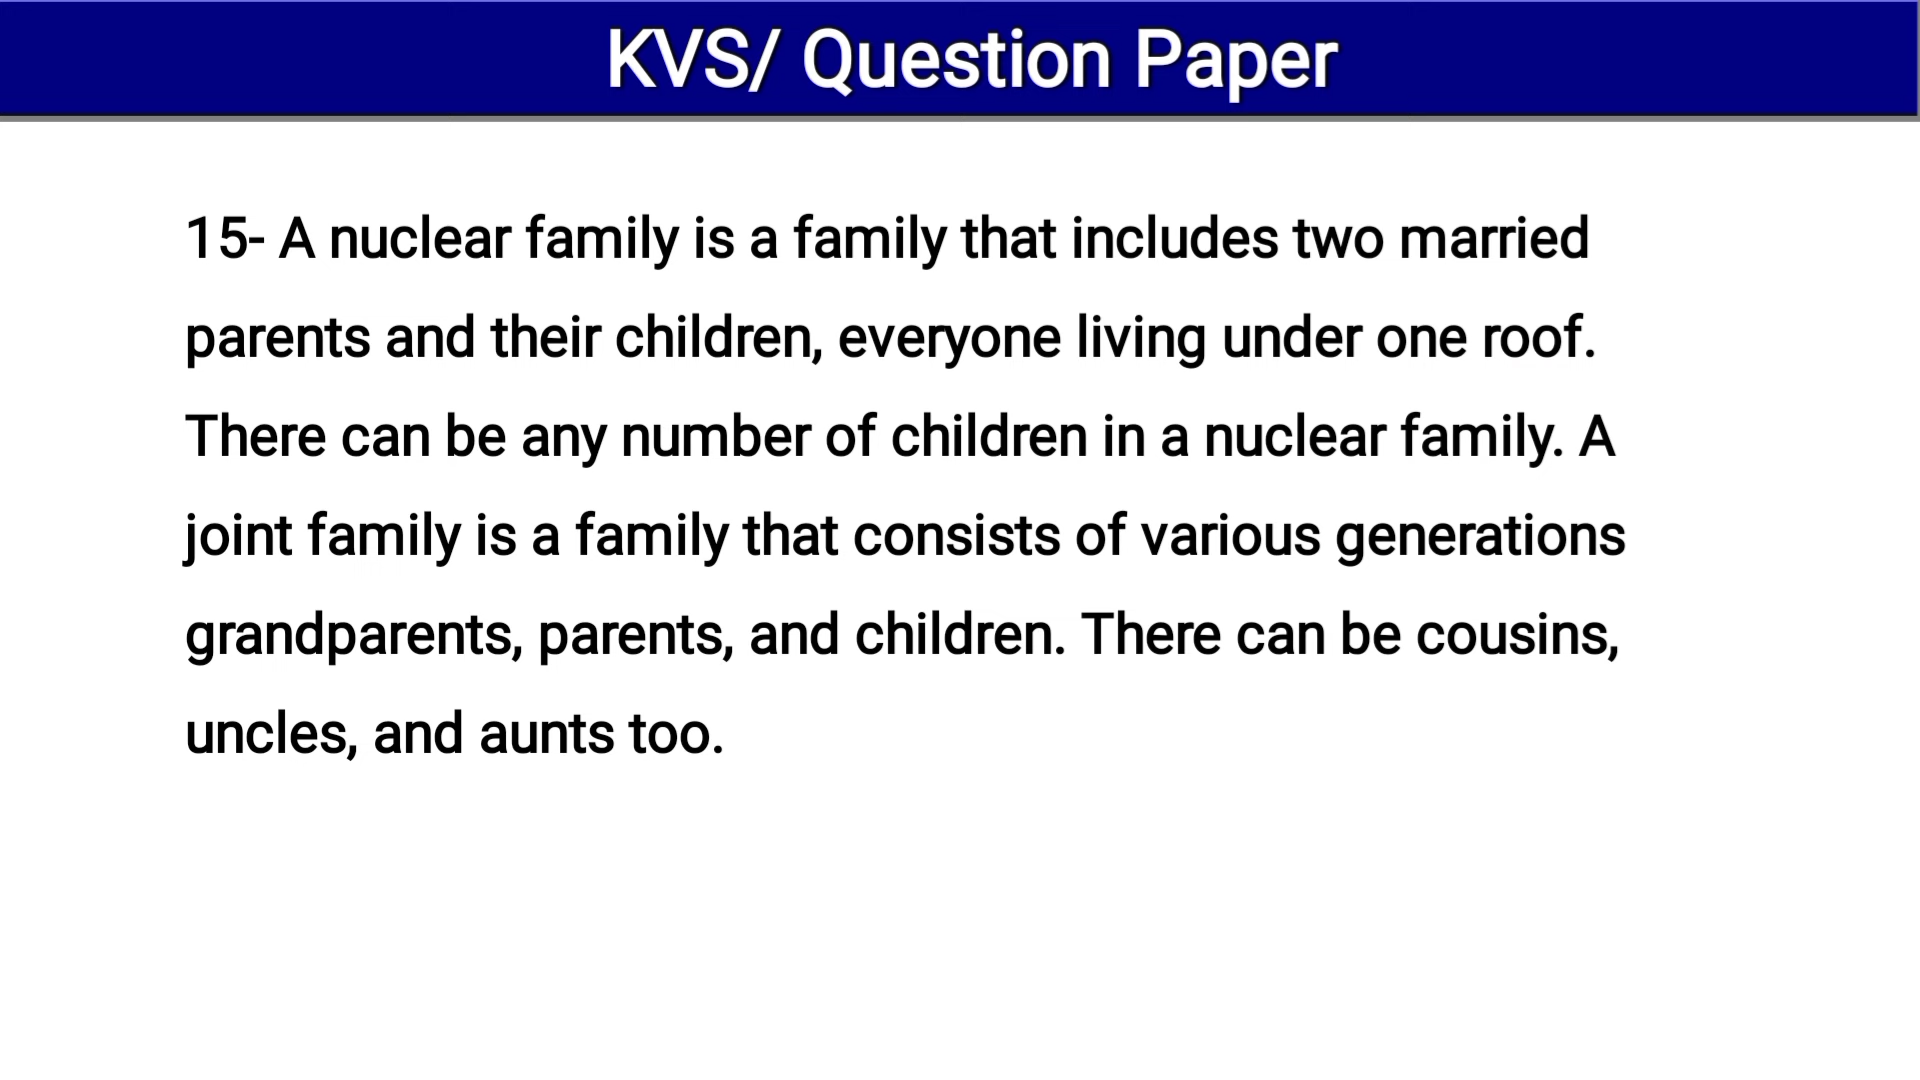 KVS/ Question Paper
15- A nuclear family is a family that includes two married
parents and their children, everyone living under one roof.
There can be any number of children in a nuclear family. A
joint family is a family that consists of various generations
grandparents, parents, and children. There can be cousins,
uncles, and aunts too.